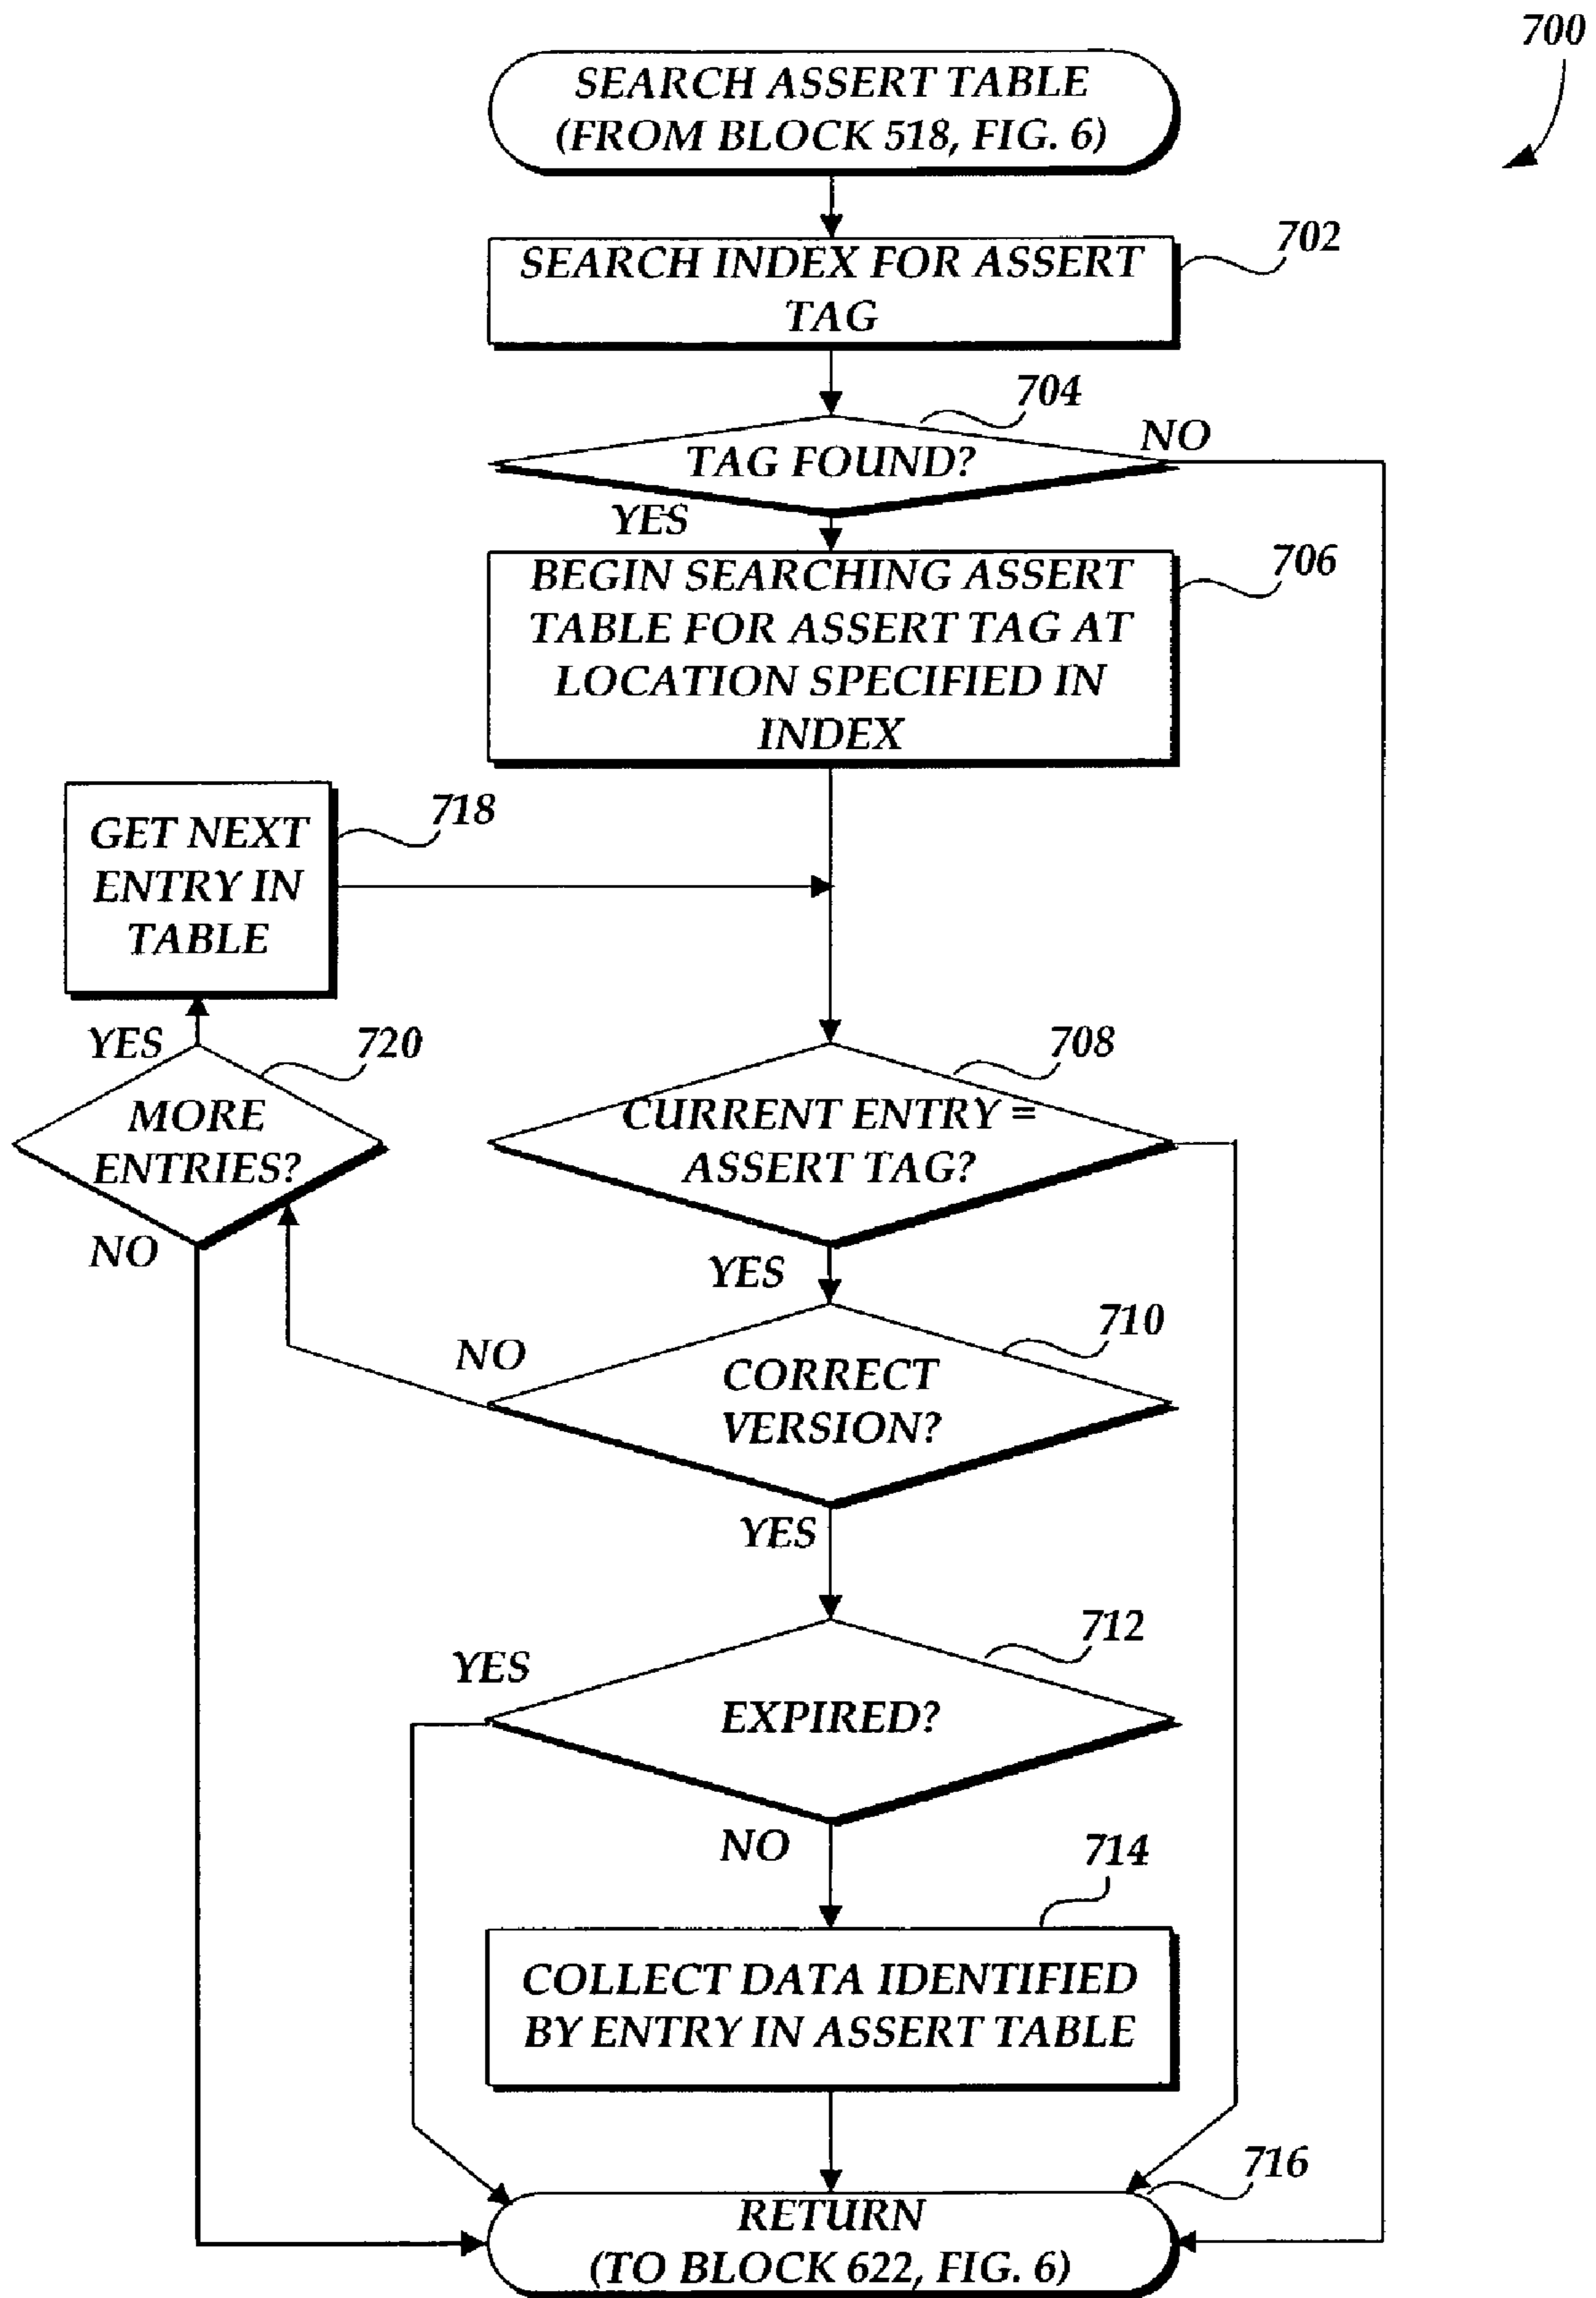 700
SEARCH ASSERT TABLE
(FROM BLOCK 518, FIG. 6)
702
SEARCH INDEX FOR ASSERT
TAG
704
NO
TAG FOUND?
YES
706
BEGIN SEARCHING ASSERT
TABLE FOR ASSERT TAG AT
LOCATION SPECIFIED IN
INDEX
718
GET NEXT
ENTRY IN
TABLE
YES
720
MORE
ENTRIES?
NO
708
CURRENT ENTRY =
ASSERT TAG?
YES
710
NO
CORRECT
VERSION?
YES
712
YES
EXPIRED?
NO
714
COLLECT DATA IDENTIFIED
BY ENTRY IN ASSERT TABLE
716
RETURN
(TO BLOCK 622, FIG. 6)